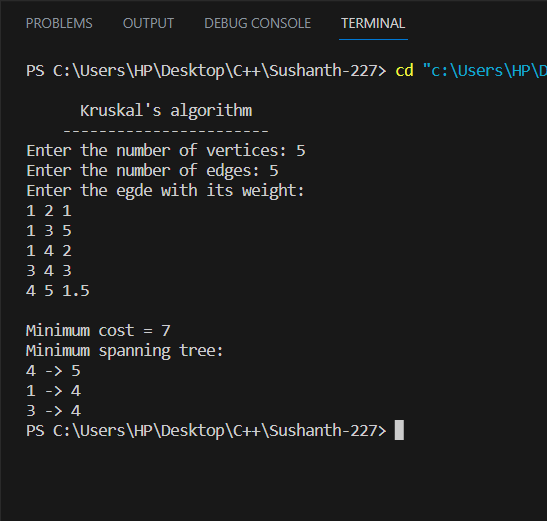 PROBLEMS OUTPUT DEBUG CONSOLE TERMINAL
PS C:\Users\HP\Desktop\C++\Sushanth-227> cd "c:\Users\HP\D
Kruskal's algorithm
-----------------------
Enter the number of vertices: 5
Enter the number of edges: 5
Enter the egde with its weight:
1 2 1
1 3 5
1 4 2
3 4 3
4 5 1.5
Minimum cost = 7
Minimum spanning tree:
4 -> 5
1 -> 4
3 -> 4
PS C:\Users\HP\Desktop\C++\Sushanth-227>